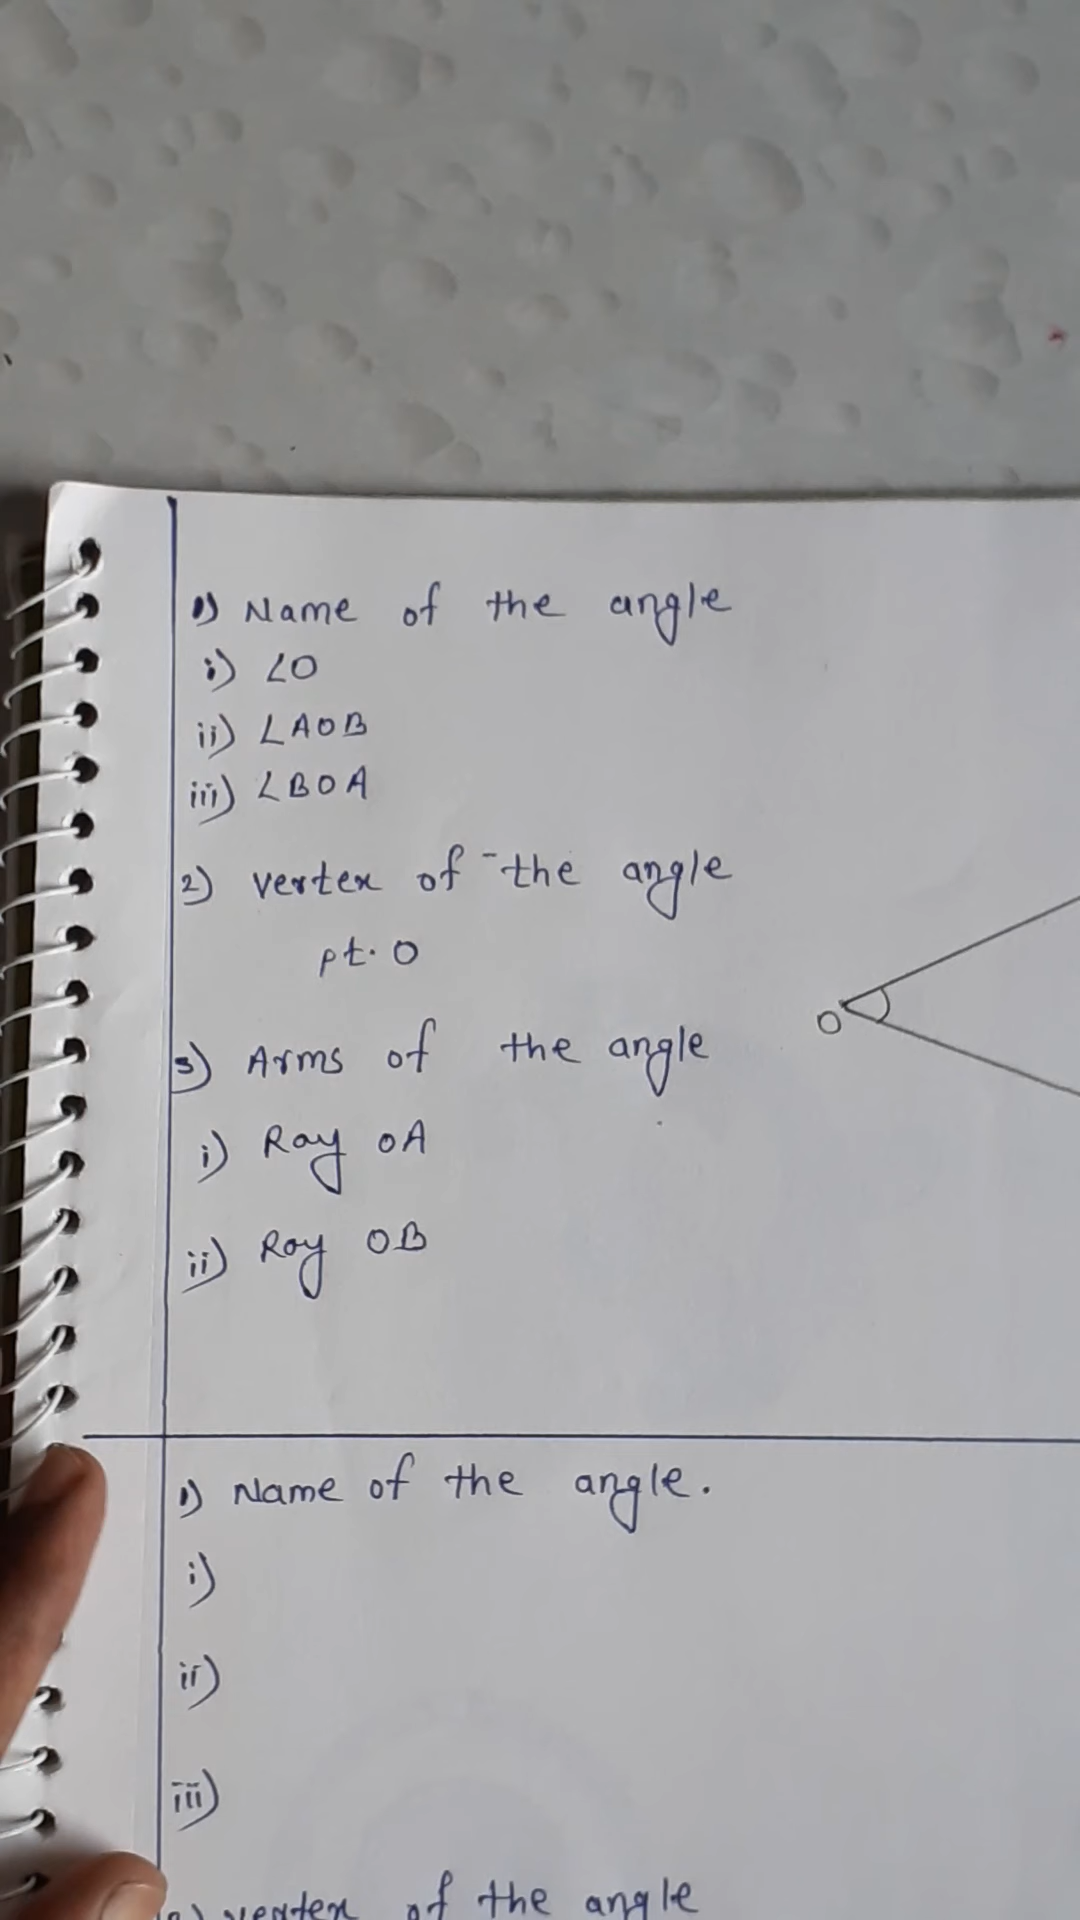 1) Name of the angle
i) ∠O
ii) ∠AOB
iii) ∠BOA
2) vertex of the angle
pt. O
O
3) Arms of the angle
i) Ray OA
ii) Ray OB
1) Name of the angle.
i)
ii)
iii)
vertex of the angle